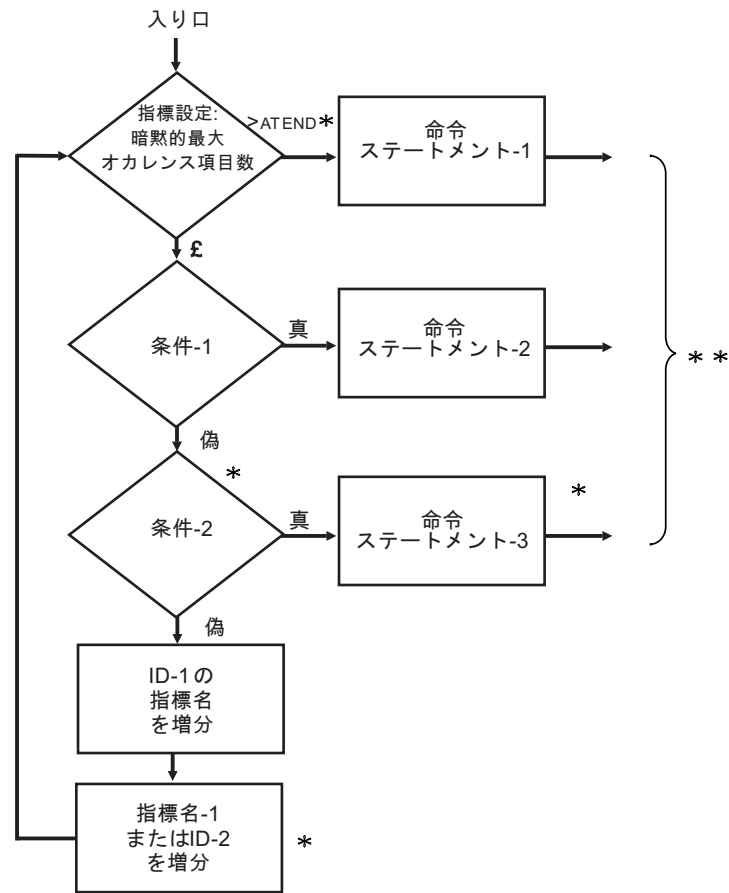 入り口
指標設定:
暗黙的最大
オカレンス項目数
>ATEND*
命令
ステートメント-1
£
条件-1
真
命令
ステートメント-2
* *
偽
*
条件-2
真
命令
ステートメント-3
*
偽
ID-1の
指標名
を増分
指標名-1
またはID-2
を増分
*